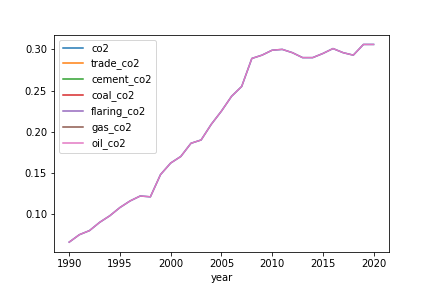 co2
trade_co2
cement_co2
coal_co2
flaring_co2
gas_co2
oil_co2
0.30
0.25
0.20
0.15
0.10
1990 1995 2000 2005 2010 2015 2020
year